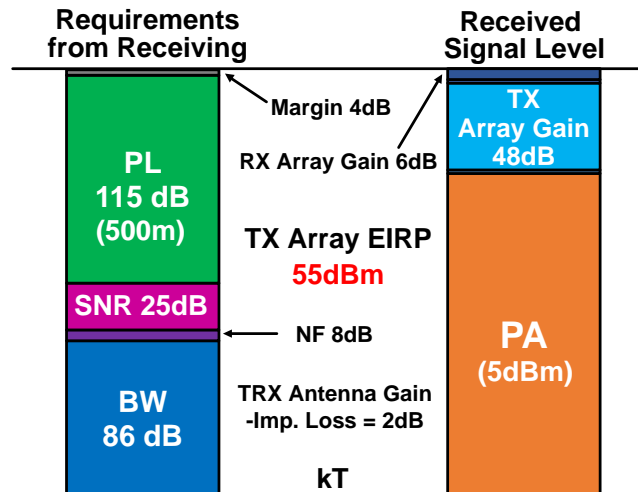 Requirements
from Receiving
Received
Signal Level
Margin 4dB
RX Array Gain 6dB
TX
Array Gain
48dB
PL
115 dB
(500m)
TX Array EIRP
55dBm
SNR 25dB
NF 8dB
PA
(5dBm)
BW
86 dB
TRX Antenna Gain
-Imp. Loss = 2dB
kT